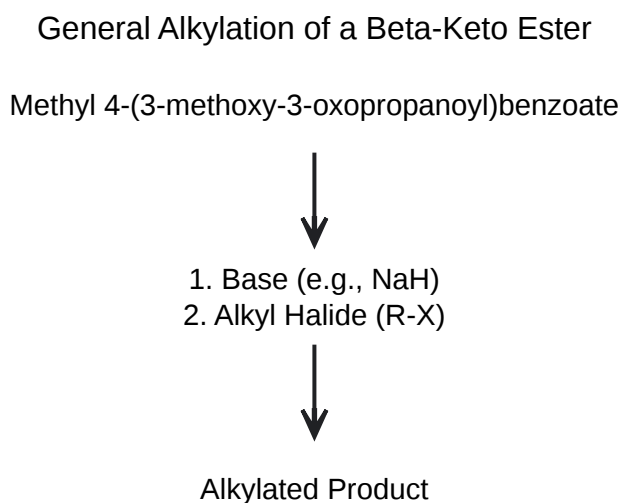 General Alkylation of a Beta-Keto Ester
Methyl 4-(3-methoxy-3-oxopropanoyl)benzoate
1. Base (e.g., NaH)
2. Alkyl Halide (R-X)
Alkylated Product